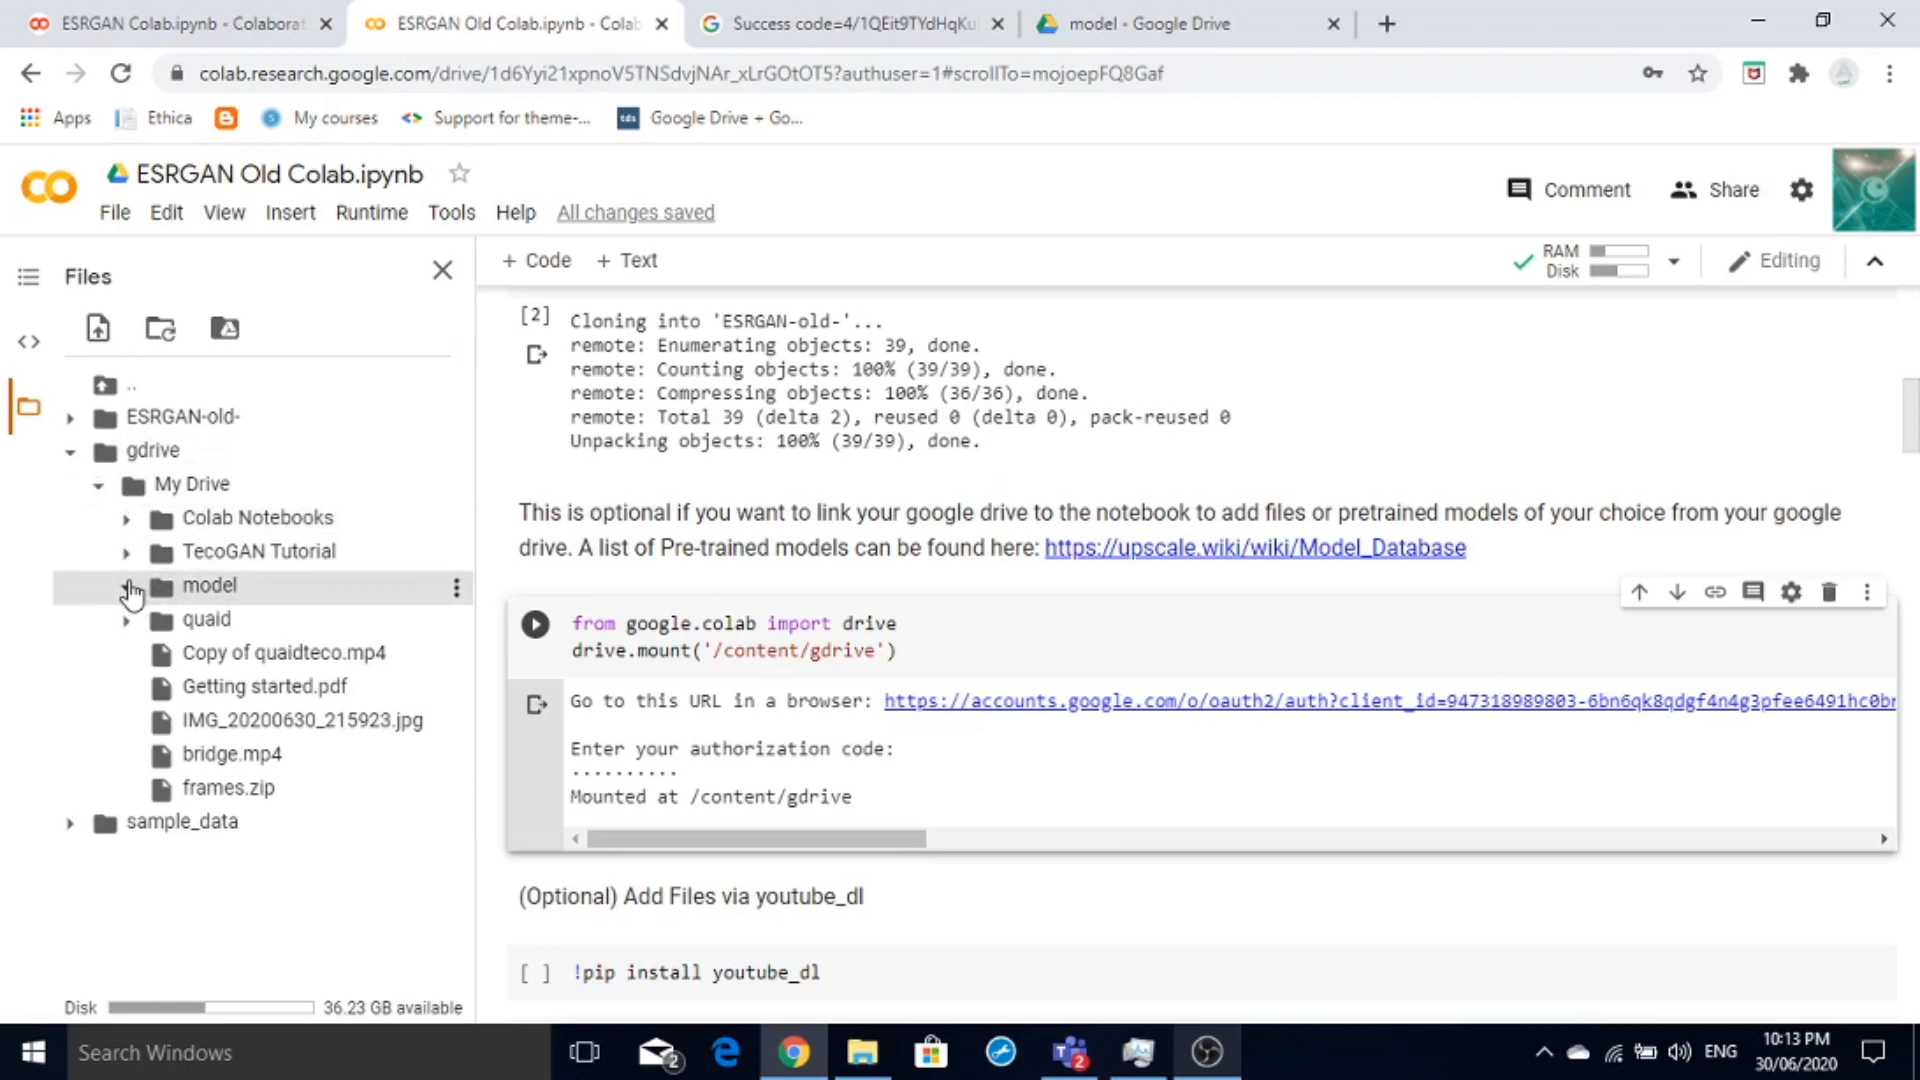 ESRGAN Colab.ipynb - Colaborat
ESRGAN Old Colab.ipynb - Colab
Success code=4/1QEit9TYdHqKu
model - Google Drive
colab.research.google.com/drive/1d6Yyi21xpnoV5TNSdvjNAr_xLrGOtOT5?authuser=1#scrollTo=mojoepFQ8Gaf
Apps
Ethica
My courses
Support for theme-...
tds
Google Drive + Go...
ESRGAN Old Colab.ipynb
File Edit View Insert Runtime Tools Help All changes saved
Comment
Share
Files
+ Code + Text
RAM
Disk
Editing
..
ESRGAN-old-
gdrive
My Drive
Colab Notebooks
TecoGAN Tutorial
model
quaid
Copy of quaidteco.mp4
Getting started.pdf
IMG_20200630_215923.jpg
bridge.mp4
frames.zip
sample_data
Disk 36.23 GB available
[2] Cloning into 'ESRGAN-old-'...
remote: Enumerating objects: 39, done.
remote: Counting objects: 100% (39/39), done.
remote: Compressing objects: 100% (36/36), done.
remote: Total 39 (delta 2), reused 0 (delta 0), pack-reused 0
Unpacking objects: 100% (39/39), done.
This is optional if you want to link your google drive to the notebook to add files or pretrained models of your choice from your google
drive. A list of Pre-trained models can be found here: https://upscale.wiki/wiki/Model_Database
from google.colab import drive
drive.mount('/content/gdrive')
Go to this URL in a browser: https://accounts.google.com/o/oauth2/auth?client_id=947318989803-6bn6qk8qdgf4n4g3pfee6491hc0br
Enter your authorization code:
··········
Mounted at /content/gdrive
(Optional) Add Files via youtube_dl
[ ] !pip install youtube_dl
Search Windows
2
2
ENG
10:13 PM
30/06/2020